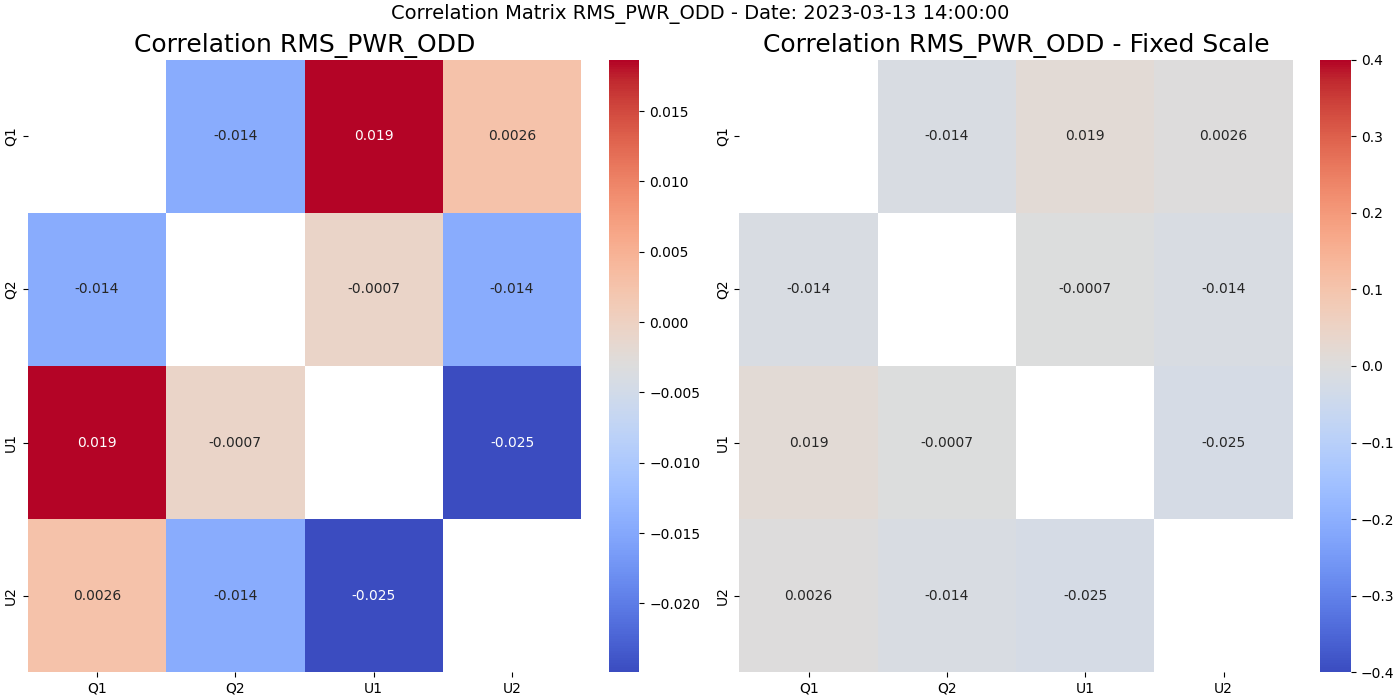 Correlation Matrix RMS_PWR_ODD - Date: 2023-03-13 14:00:00
Correlation RMS_PWR_ODD
Q1
-0.014
0.019
0.0026
Q2
-0.014
-0.0007
-0.014
U1
0.019
-0.0007
-0.025
U2
0.0026
-0.014
-0.025
Q1
Q2
U1
U2
0.015
0.010
0.005
0.000
−0.005
−0.010
−0.015
−0.020
Correlation RMS_PWR_ODD - Fixed Scale
Q1
-0.014
0.019
0.0026
Q2
-0.014
-0.0007
-0.014
U1
0.019
-0.0007
-0.025
U2
0.0026
-0.014
-0.025
Q1
Q2
U1
U2
0.4
0.3
0.2
0.1
0.0
−0.1
−0.2
−0.3
−0.4